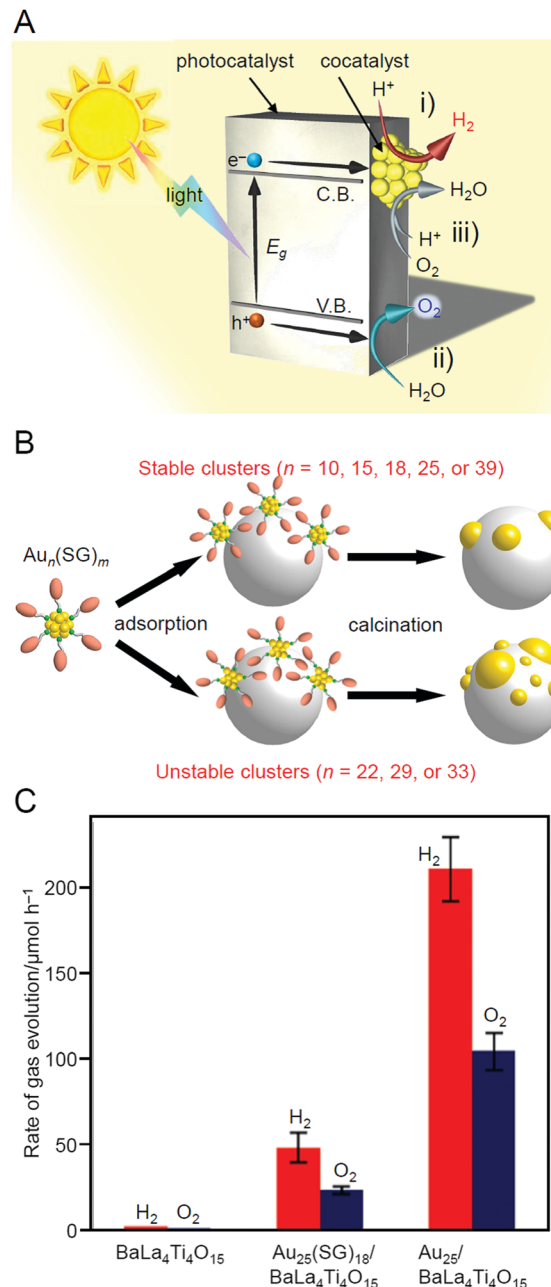 A
photocatalyst
cocatalyst
H⁺
i)
H₂
e⁻
C.B.
H₂O
light
E_g
H⁺
iii)
O₂
V.B.
O₂
h⁺
ii)
H₂O
B
Stable clusters (n = 10, 15, 18, 25, or 39)
Auₙ(SG)ₘ
adsorption
calcination
Unstable clusters (n = 22, 29, or 33)
C
Rate of gas evolution/μmol h⁻¹
200
150
100
50
0
H₂
O₂
H₂
O₂
H₂
O₂
BaLa₄Ti₄O₁₅
Au₂₅(SG)₁₈/
BaLa₄Ti₄O₁₅
Au₂₅/
BaLa₄Ti₄O₁₅